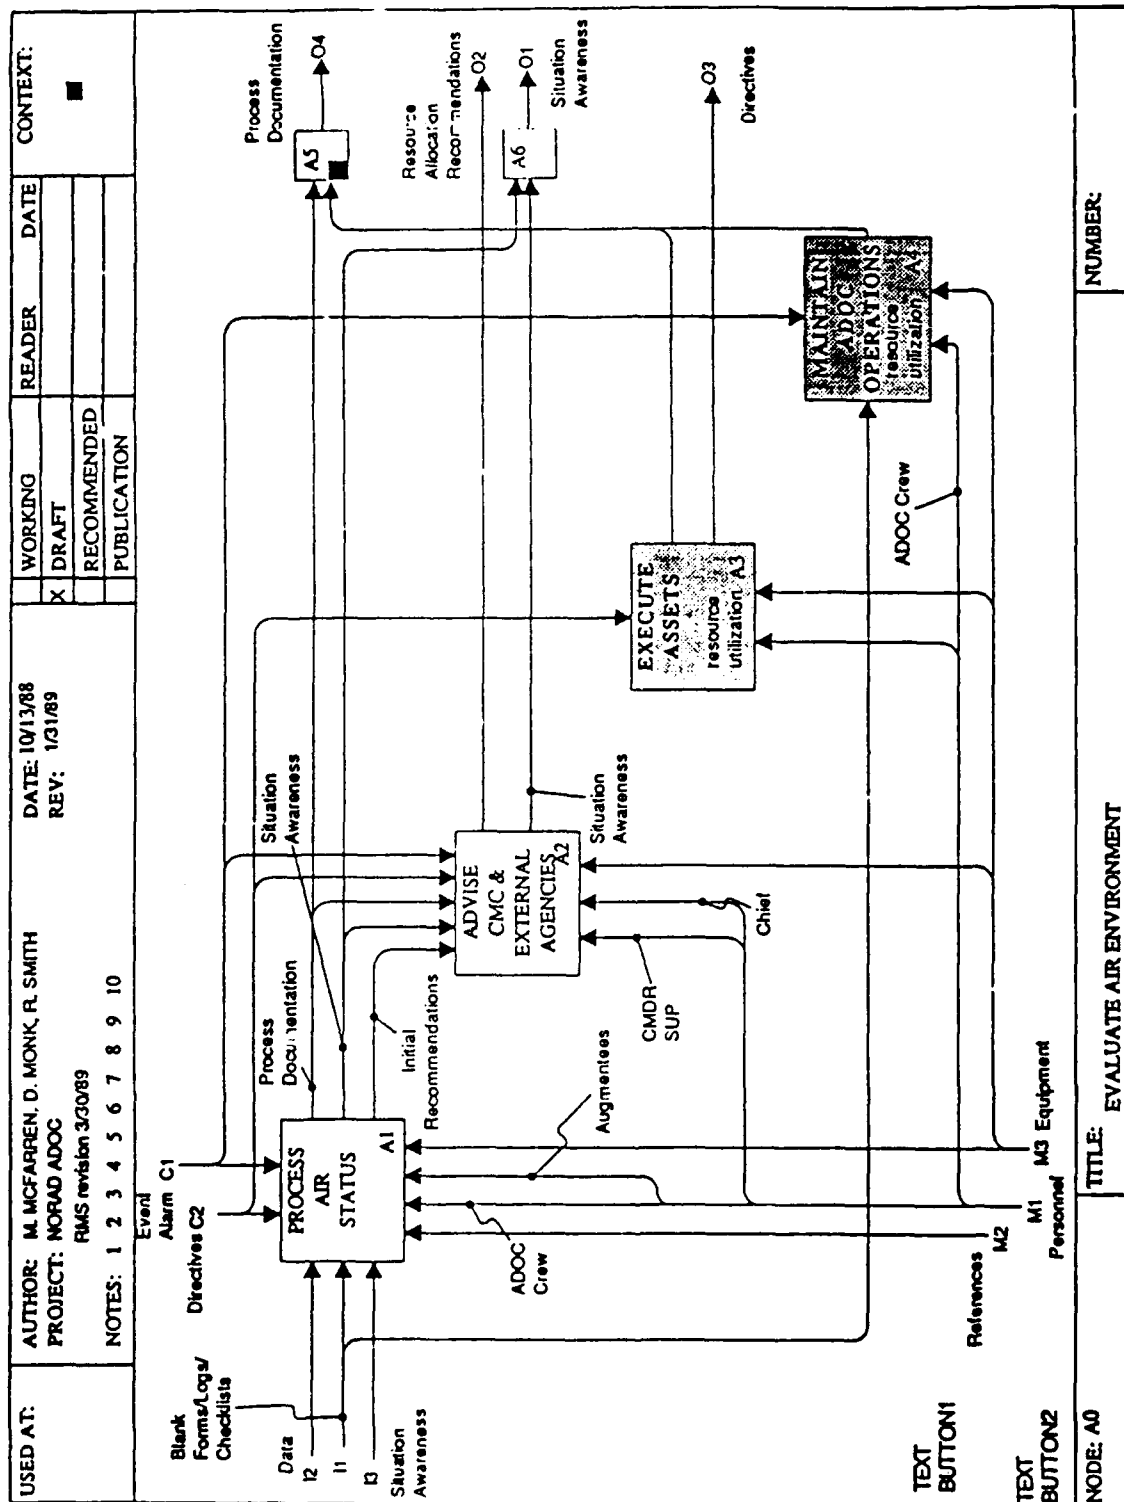 USED AT:
AUTHOR: M. MCFARREN, D. MONK, R. SMITH
PROJECT: NORAD ADOC
RMS revision 3/30/89
NOTES: 1 2 3 4 5 6 7 8 9 10
DATE: 10/13/88
REV: 1/31/89
WORKING
X DRAFT
RECOMMENDED
PUBLICATION
READER DATE
CONTEXT:
Event
Alarm C1
Directives C2
Blank
Forms/Logs/
Checklists
Data
I2
I1
I3
Situation
Awareness
PROCESS
AIR
STATUS
A1
Process
Documentation
Situation
Awareness
Initial
Recommendations
ADOC
Crew
Augmentees
ADVISE
CMC &
EXTERNAL
AGENCIES
A2
CMDR
SUP
Chief
Situation
Awareness
EXECUTE
ASSETS
resource
utilization A3
MAINTAIN
ADOC
OPERATIONS
resource
utilization A4
ADOC Crew
A5
Process
Documentation
O4
Resource
Allocation
Recommendations
O2
A6
O1
Situation
Awareness
O3
Directives
References
M2
M1
Personnel
M3 Equipment
TEXT
BUTTON1
TEXT
BUTTON2
NODE: A0
TITLE:
EVALUATE AIR ENVIRONMENT
NUMBER: